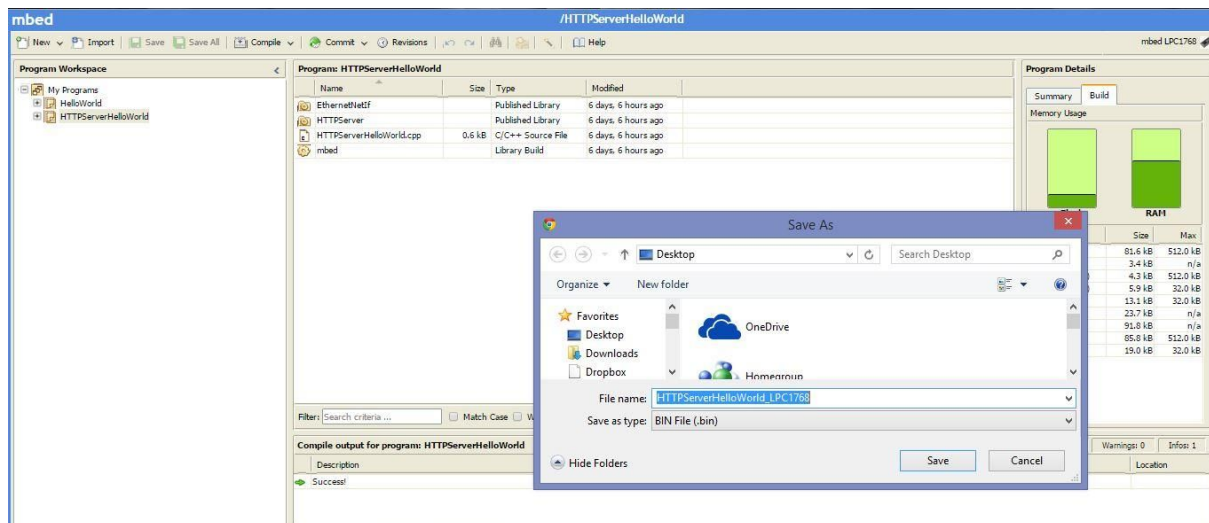 mbed
/HTTPServerHelloWorld
New Import Save Save All Compile Commit Revisions Help mbed LPC1768
Program Workspace
My Programs
HelloWorld
HTTPServerHelloWorld
Program: HTTPServerHelloWorld
Name Size Type Modified
EthernetNetIf Published Library 6 days, 6 hours ago
HTTPServer Published Library 6 days, 6 hours ago
HTTPServerHelloWorld.cpp 0.6 kB C/C++ Source File 6 days, 6 hours ago
mbed Library Build 6 days, 6 hours ago
Filter: Search criteria ... Match Case W
Compile output for program: HTTPServerHelloWorld
Description
Success!
Save As
Desktop
Search Desktop
Organize New folder
Favorites
Desktop
Downloads
Dropbox
OneDrive
Homegroup
File name: HTTPServerHelloWorld_LPC1768
Save as type: BIN File (.bin)
Hide Folders
Save Cancel
Program Details
Summary Build
Memory Usage
RAM
Size Max
81.6 kB 512.0 kB
3.4 kB n/a
4.3 kB 512.0 kB
5.9 kB 32.0 kB
13.1 kB 32.0 kB
23.7 kB n/a
91.8 kB n/a
85.8 kB 512.0 kB
19.0 kB 32.0 kB
Warnings: 0 Infos: 1
Location